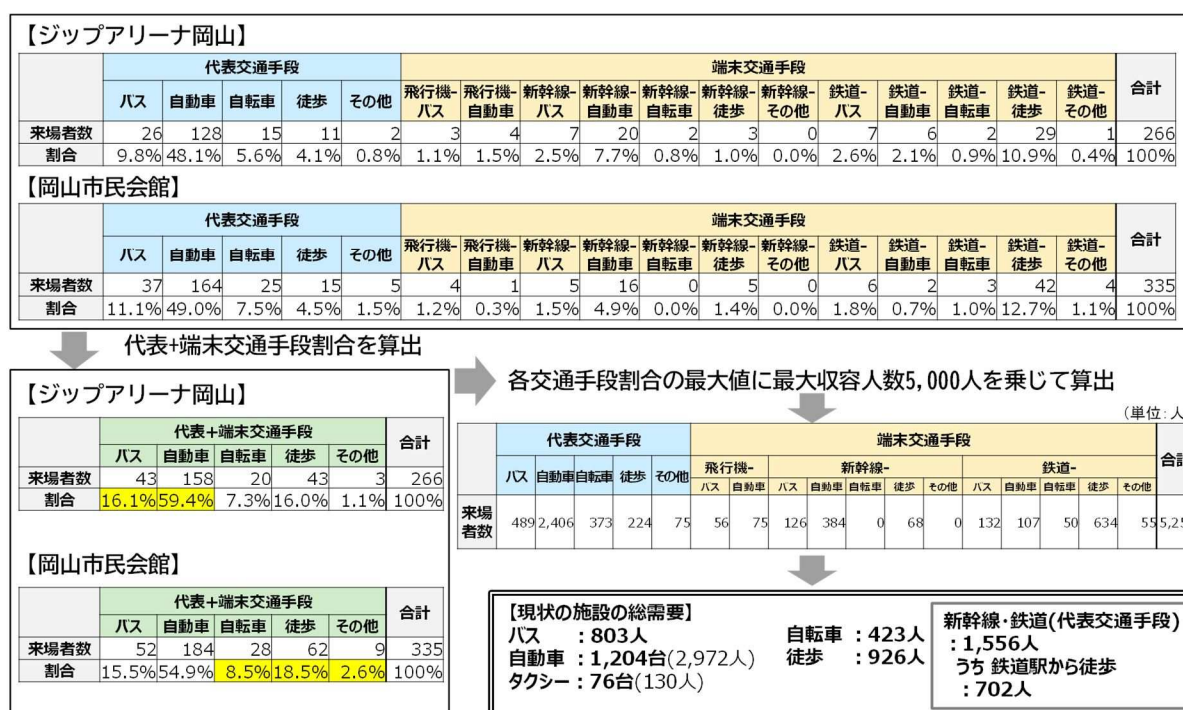 【ジップアリーナ岡山】
代表交通手段 端末交通手段 合計
バス 自動車 自転車 徒歩 その他 飛行機-バス 飛行機-自動車 新幹線-バス 新幹線-自動車 新幹線-自転車 新幹線-徒歩 新幹線-その他 鉄道-バス 鉄道-自動車 鉄道-自転車 鉄道-徒歩 鉄道-その他
来場者数 26 128 15 11 2 3 4 7 20 2 3 0 7 6 2 29 1 266
割合 9.8% 48.1% 5.6% 4.1% 0.8% 1.1% 1.5% 2.5% 7.7% 0.8% 1.0% 0.0% 2.6% 2.1% 0.9% 10.9% 0.4% 100%
【岡山市民会館】
代表交通手段 端末交通手段 合計
バス 自動車 自転車 徒歩 その他 飛行機-バス 飛行機-自動車 新幹線-バス 新幹線-自動車 新幹線-自転車 新幹線-徒歩 新幹線-その他 鉄道-バス 鉄道-自動車 鉄道-自転車 鉄道-徒歩 鉄道-その他
来場者数 37 164 25 15 5 4 1 5 16 0 5 0 6 2 3 42 4 335
割合 11.1% 49.0% 7.5% 4.5% 1.5% 1.2% 0.3% 1.5% 4.9% 0.0% 1.4% 0.0% 1.8% 0.7% 1.0% 12.7% 1.1% 100%
代表+端末交通手段割合を算出
【ジップアリーナ岡山】
代表+端末交通手段 合計
バス 自動車 自転車 徒歩 その他
来場者数 43 158 20 43 3 266
割合 16.1% 59.4% 7.3% 16.0% 1.1% 100%
【岡山市民会館】
代表+端末交通手段 合計
バス 自動車 自転車 徒歩 その他
来場者数 52 184 28 62 9 335
割合 15.5% 54.9% 8.5% 18.5% 2.6% 100%
各交通手段割合の最大値に最大収容人数5,000人を乗じて算出
(単位：人
代表交通手段 端末交通手段
バス 自動車 自転車 徒歩 その他 飛行機- 新幹線- 鉄道-
バス 自動車 バス 自動車 自転車 徒歩 その他 バス 自動車 自転車 徒歩 その他
来場者数 489 2,406 373 224 75 56 75 126 384 0 68 0 132 107 50 634 55
【現状の施設の総需要】
バス ：803人
自動車 ：1,204台(2,972人)
タクシー ：76台(130人)
自転車 ：423人
徒歩 ：926人
新幹線・鉄道(代表交通手段)
：1,556人
うち 鉄道駅から徒歩
：702人